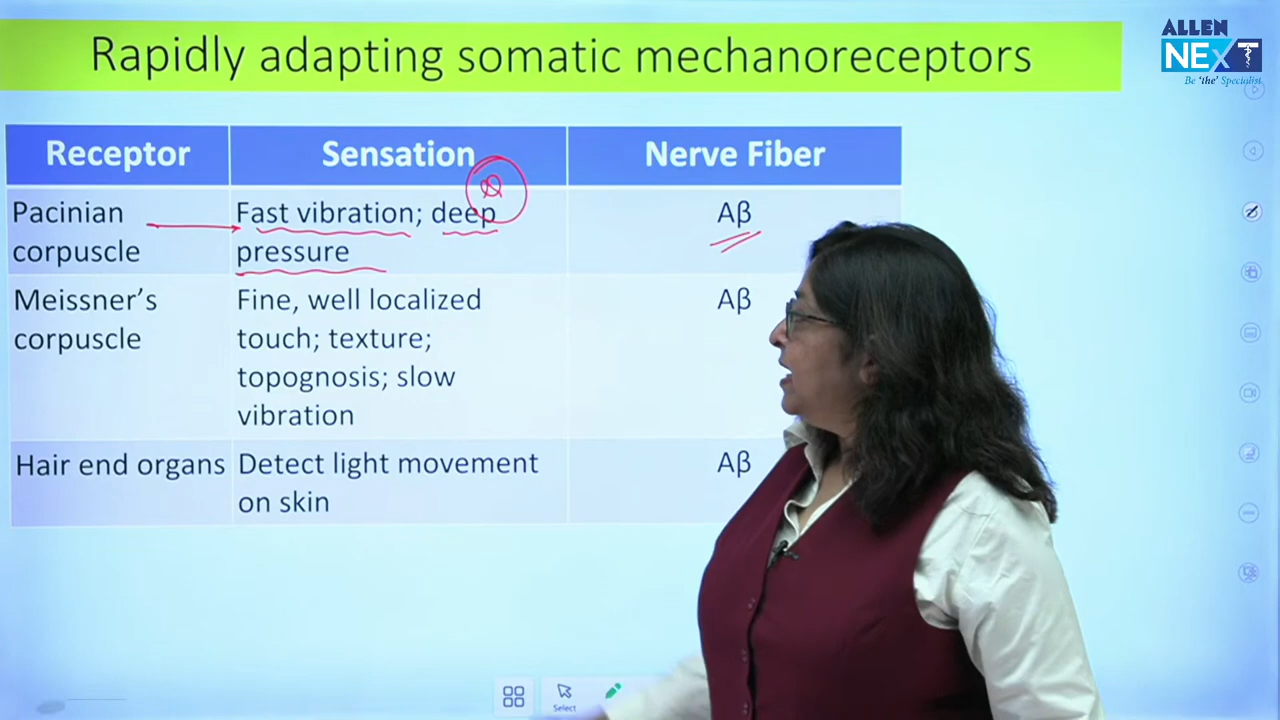 Rapidly adapting somatic mechanoreceptors
ALLEN
NEXT
Be 'the' Specialist
Receptor
Sensation
Nerve Fiber
Pacinian
corpuscle
Fast vibration; deep
pressure
Aβ
Meissner's
corpuscle
Fine, well localized
touch; texture;
topognosis; slow
vibration
Aβ
Hair end organs
Detect light movement
on skin
Aβ
Select